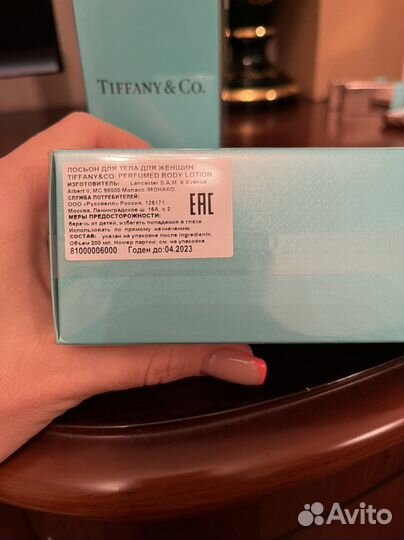 TIFFANY & CO.
ЛОСЬОН ДЛЯ ТЕЛА ДЛЯ ЖЕНЩИН
TIFFANY&CO. PERFUMED BODY LOTION
ИЗГОТОВИТЕЛЬ: Lancaster S.A.M, 6 Avenue
Albert II, MC 98000 Monaco /МОНАКО.
СЛУЖБА ПОТРЕБИТЕЛЕЙ:
ООО «Русспелл» Россия, 125171,
Москва, Ленинградское ш. 16А, с.2
МЕРЫ ПРЕДОСТОРОЖНОСТИ:
беречь от детей, избегать попадания в глаза
Использовать по прямому назначению.
СОСТАВ: указан на упаковке после ingredients.
Объем 200 мл. Номер партии: см. на упаковке.
81000006000 Годен до:04.2023
EAC
Avito